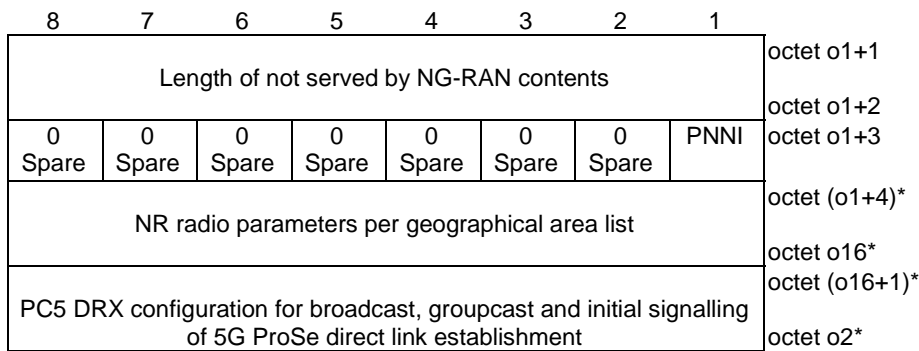 8 7 6 5 4 3 2 1
Length of not served by NG-RAN contents
octet o1+1
octet o1+2
0 0 0 0 0 0 0 PNNI octet o1+3
Spare Spare Spare Spare Spare Spare Spare
NR radio parameters per geographical area list
octet (o1+4)*
octet o16*
octet (o16+1)*
PC5 DRX configuration for broadcast, groupcast and initial signalling
of 5G ProSe direct link establishment
octet o2*